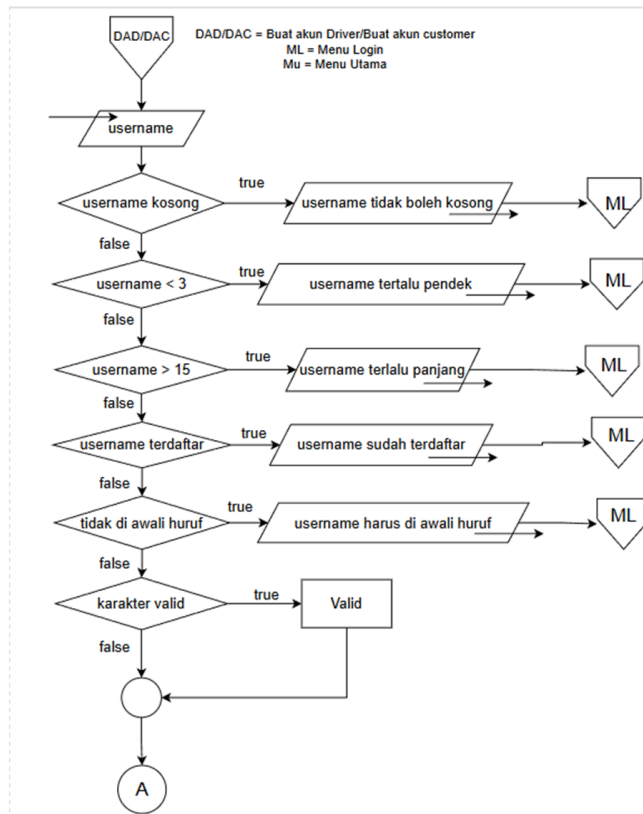 DAD/DAC
DAD/DAC = Buat akun Driver/Buat akun customer
ML = Menu Login
Mu = Menu Utama
username
username kosong
true
username tidak boleh kosong
ML
false
username < 3
true
username tertalu pendek
ML
false
username > 15
true
username terlalu panjang
ML
false
username terdaftar
true
username sudah terdaftar
ML
false
tidak di awali huruf
true
username harus di awali huruf
ML
false
karakter valid
true
Valid
false
A